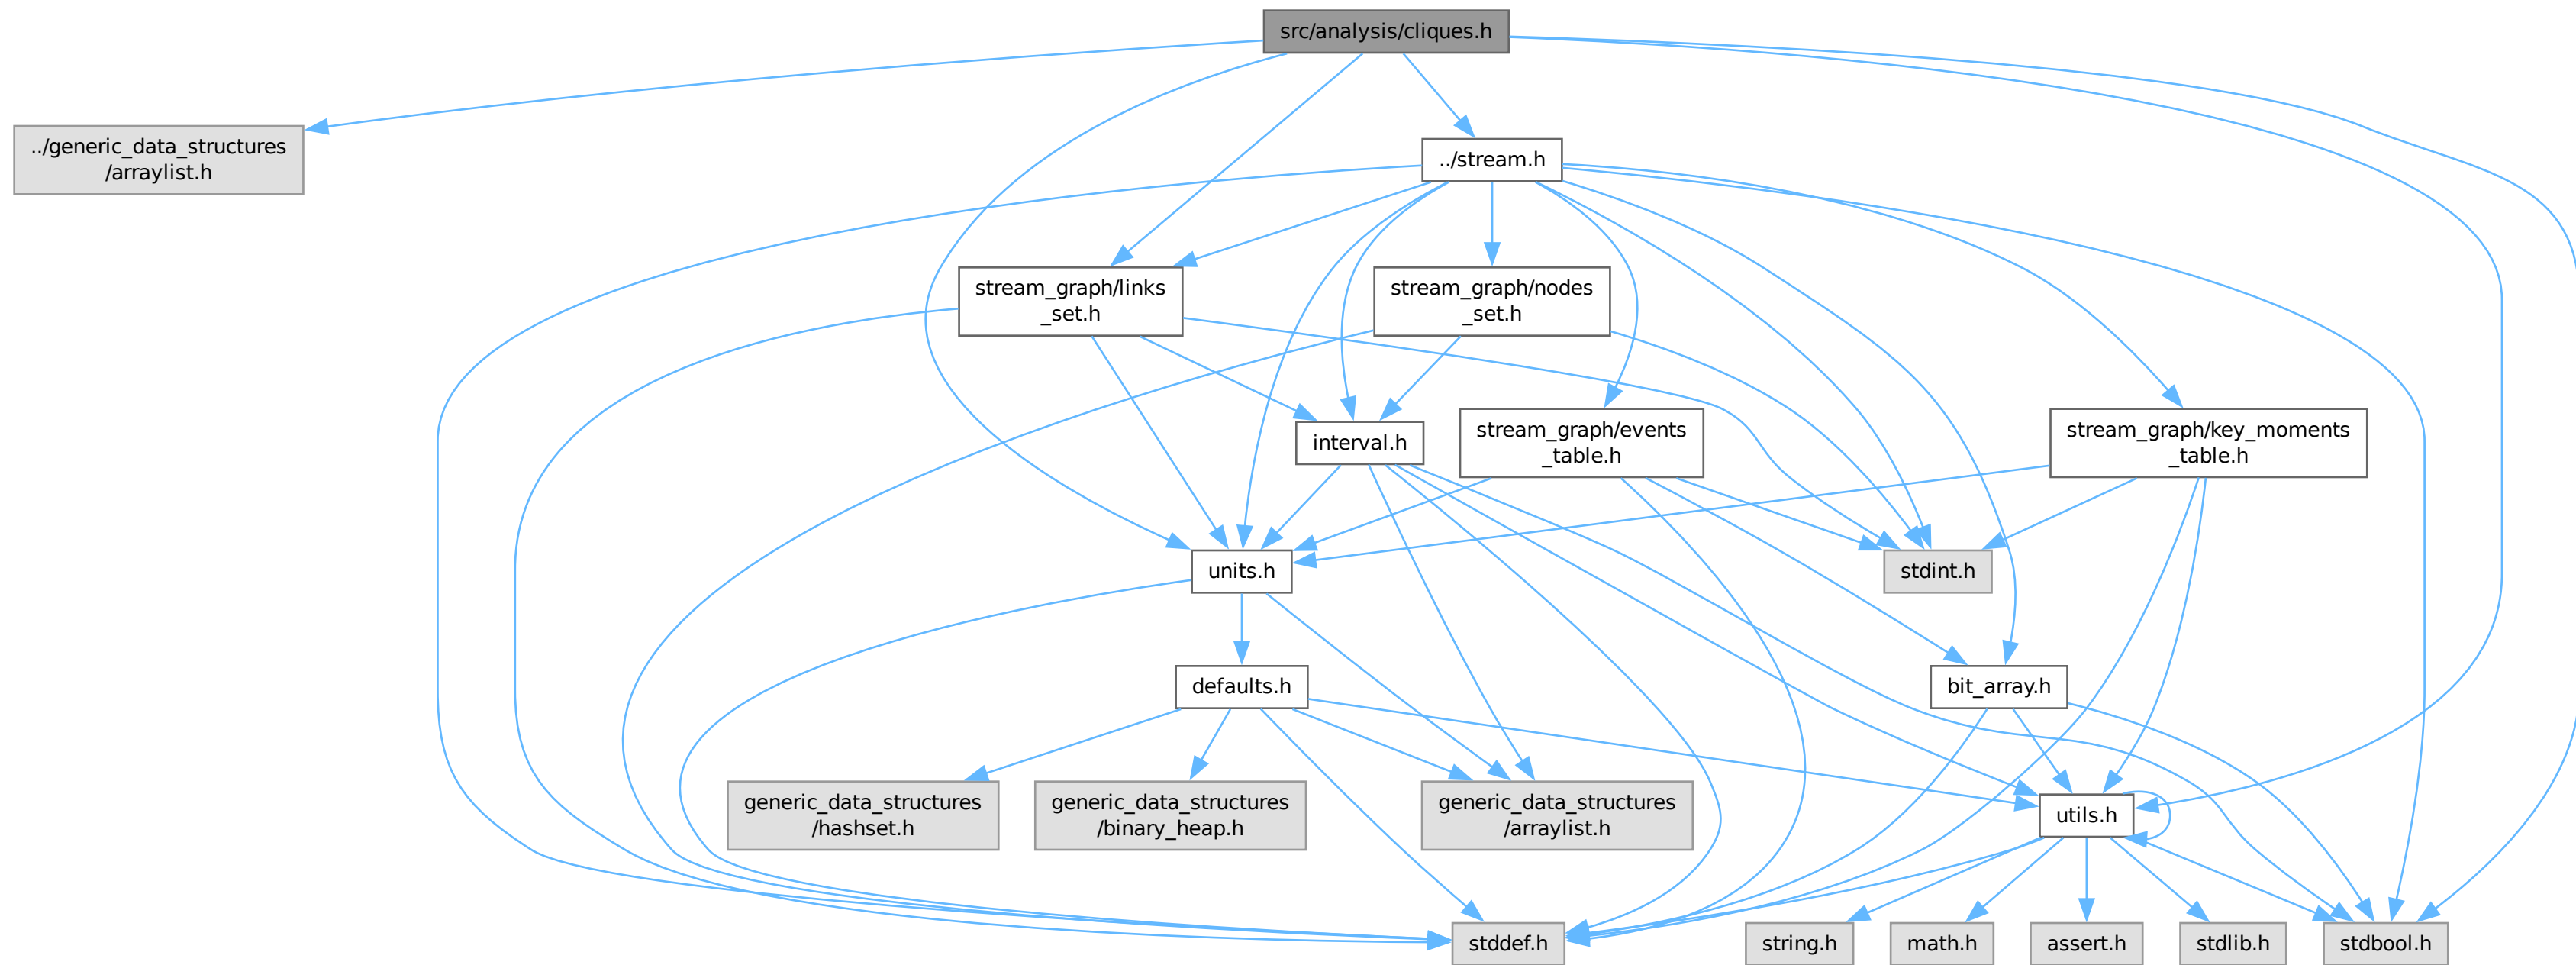 src/analysis/cliques.h
../generic_data_structures
/arraylist.h
../stream.h
stream_graph/links
_set.h
stream_graph/nodes
_set.h
interval.h
stream_graph/events
_table.h
stream_graph/key_moments
_table.h
units.h
stdint.h
defaults.h
bit_array.h
generic_data_structures
/hashset.h
generic_data_structures
/binary_heap.h
generic_data_structures
/arraylist.h
utils.h
stddef.h
string.h
math.h
assert.h
stdlib.h
stdbool.h